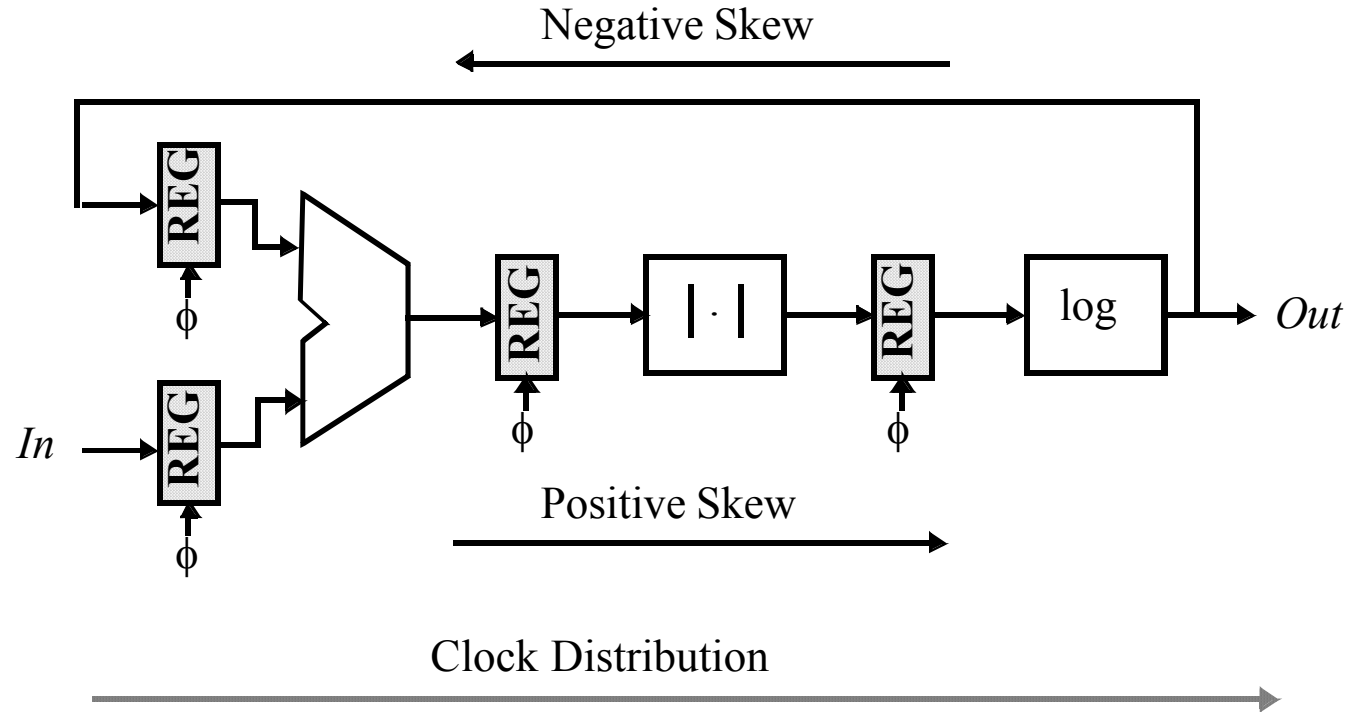 Negative Skew
REG
ϕ
REG
ϕ
In
REG
ϕ
| · |
REG
ϕ
log
Out
Positive Skew
Clock Distribution